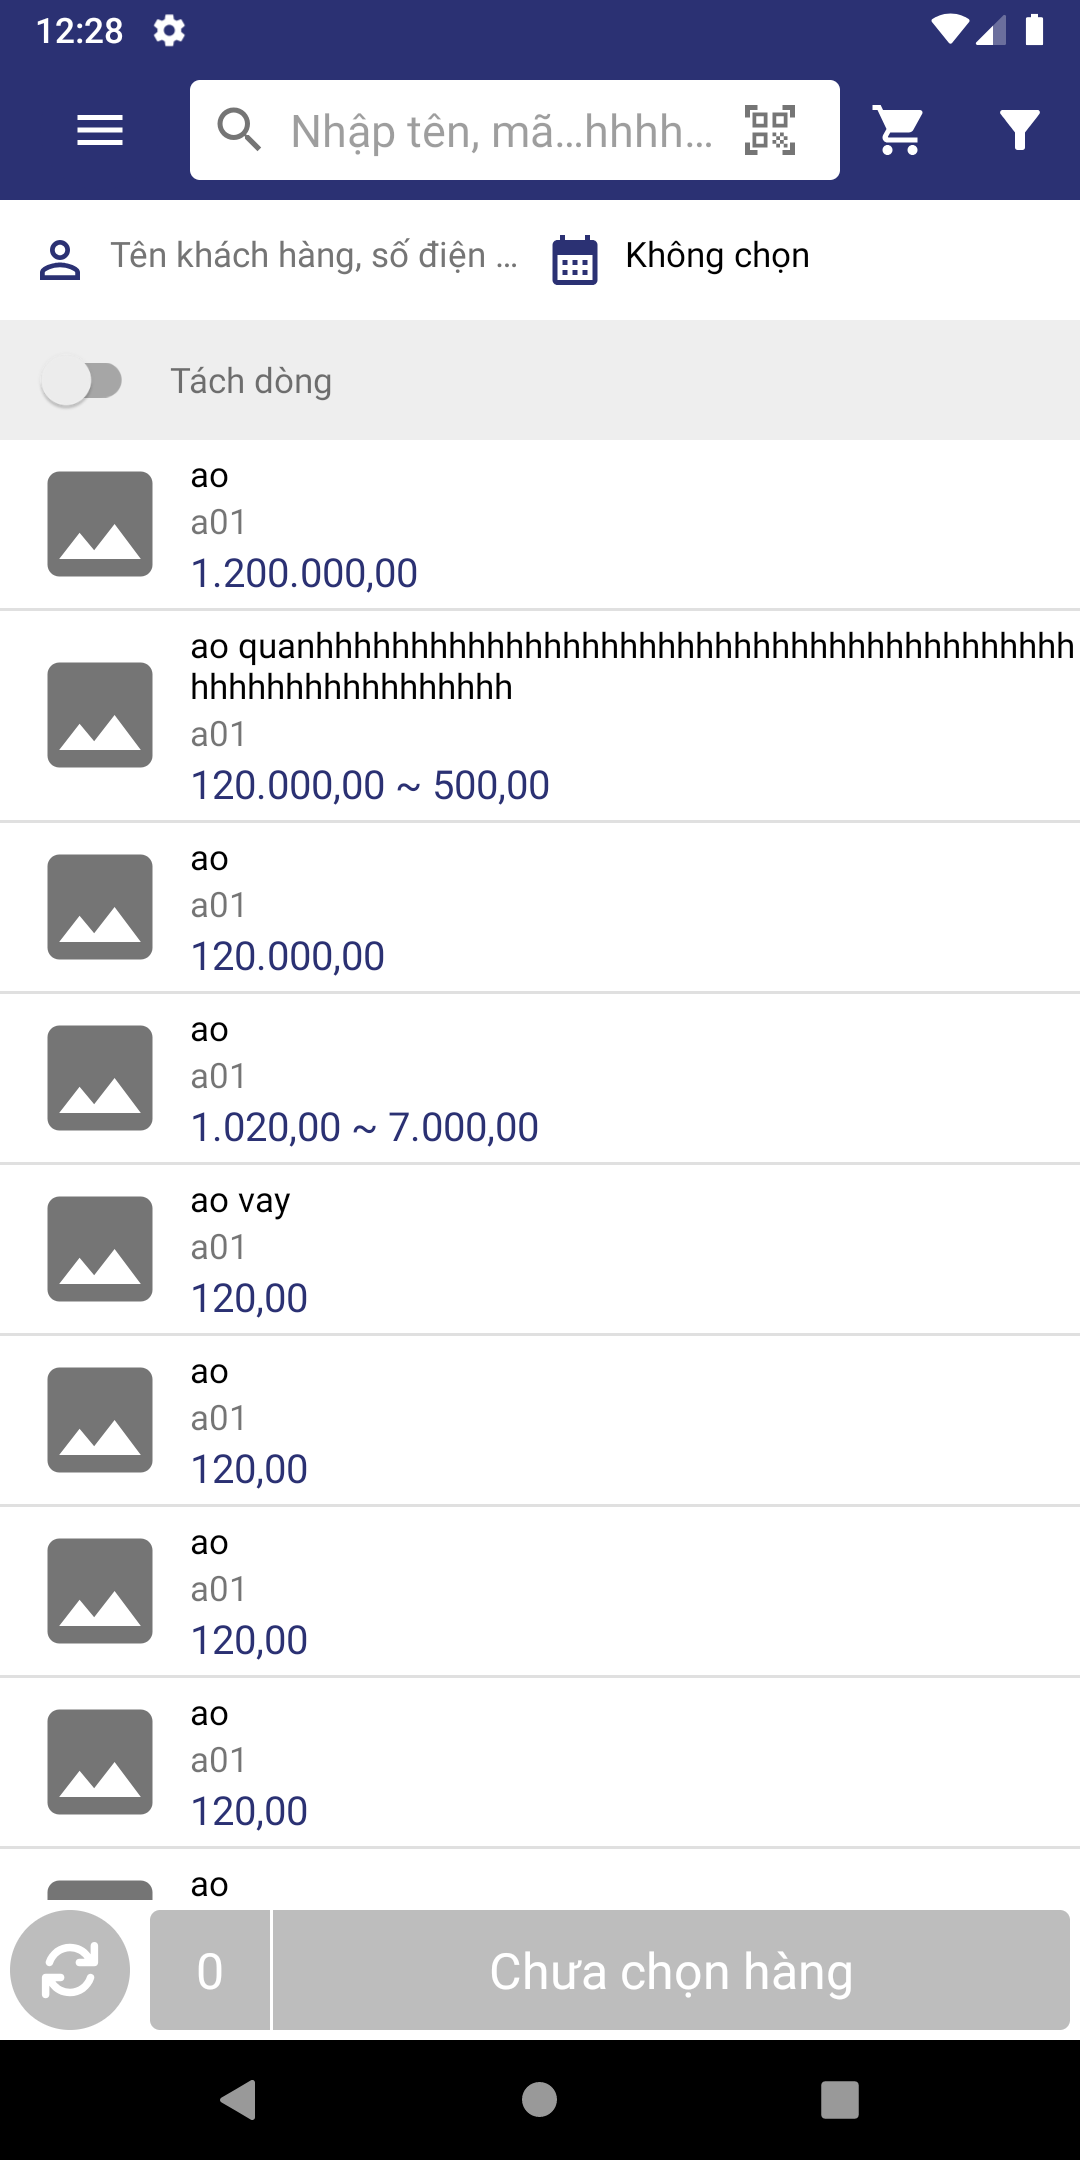 12:28
Nhập tên, mã...hhhh...
Tên khách hàng, số điện ...
Không chọn
Tách dòng
ao
a01
1.200.000,00
ao quanhhhhhhhhhhhhhhhhhhhhhhhhhhhhhhhhhhhhhhhh
hhhhhhhhhhhhhhhhh
a01
120.000,00 ~ 500,00
ao
a01
120.000,00
ao
a01
1.020,00 ~ 7.000,00
ao vay
a01
120,00
ao
a01
120,00
ao
a01
120,00
ao
a01
120,00
ao
0
Chưa chọn hàng